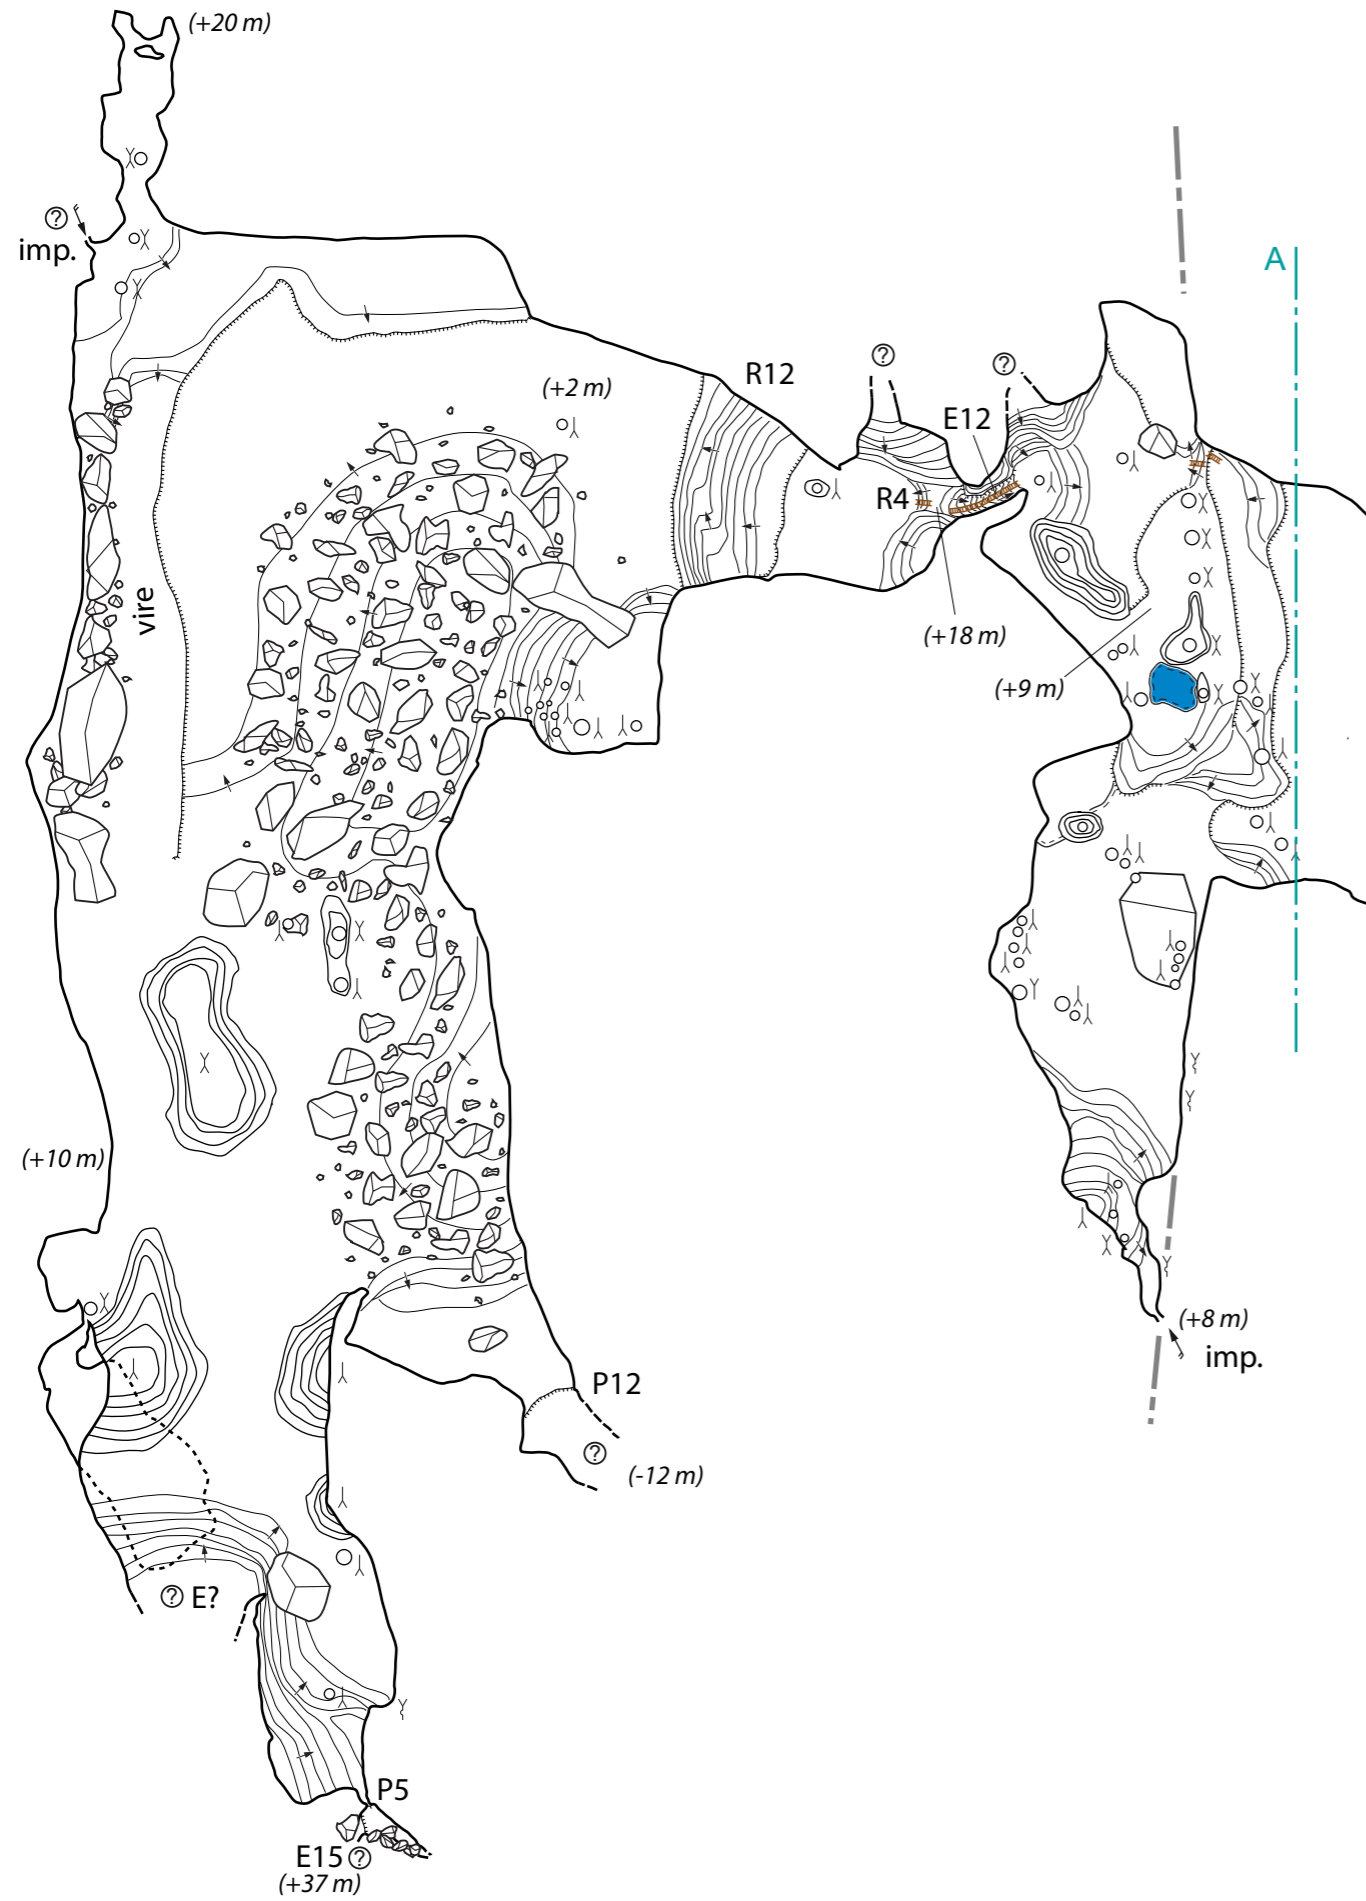 (+20 m)
?
imp.
A
?
?
R12
(+2 m)
E12
R4
vire
(+18 m)
(+9 m)
(+10 m)
(+8 m)
imp.
P12
?
(-12 m)
? E?
P5
E15 ?
(+37 m)